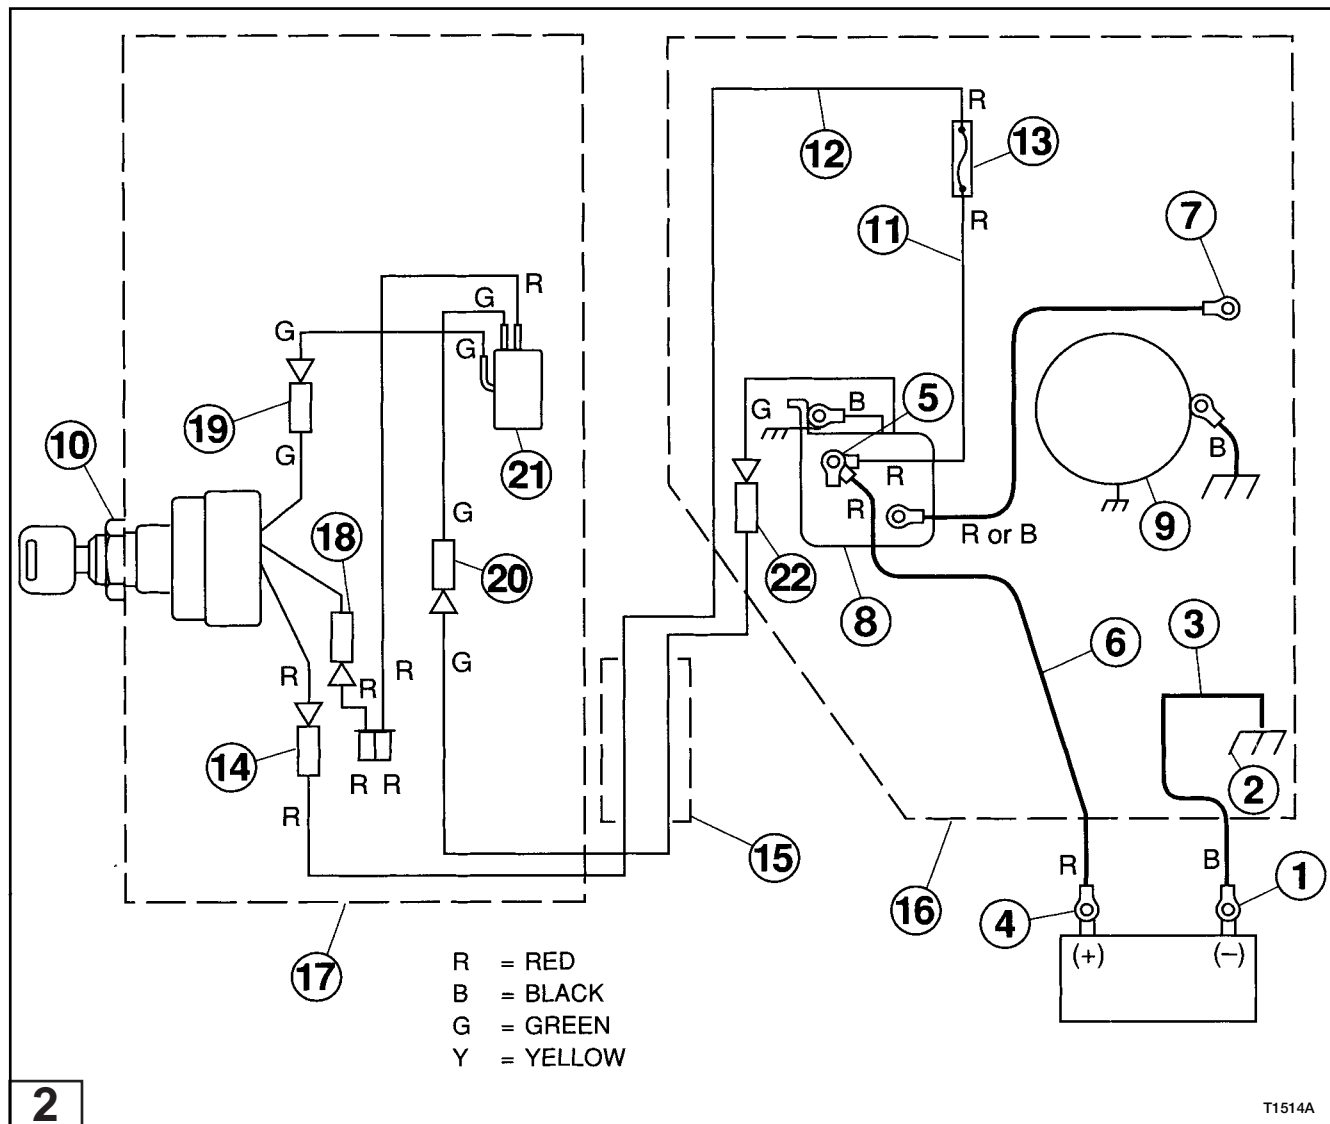 R
12
13
R
11
7
R
G
G
G
5
G
B
19
10
21
R
B
G
R
9
R or B
18
G
20
22
8
3
6
G
R
R
R
14
2
R R
R
15
R
B
1
16
4
17
(+)
(−)
R = RED
B = BLACK
G = GREEN
Y = YELLOW
2
T1514A